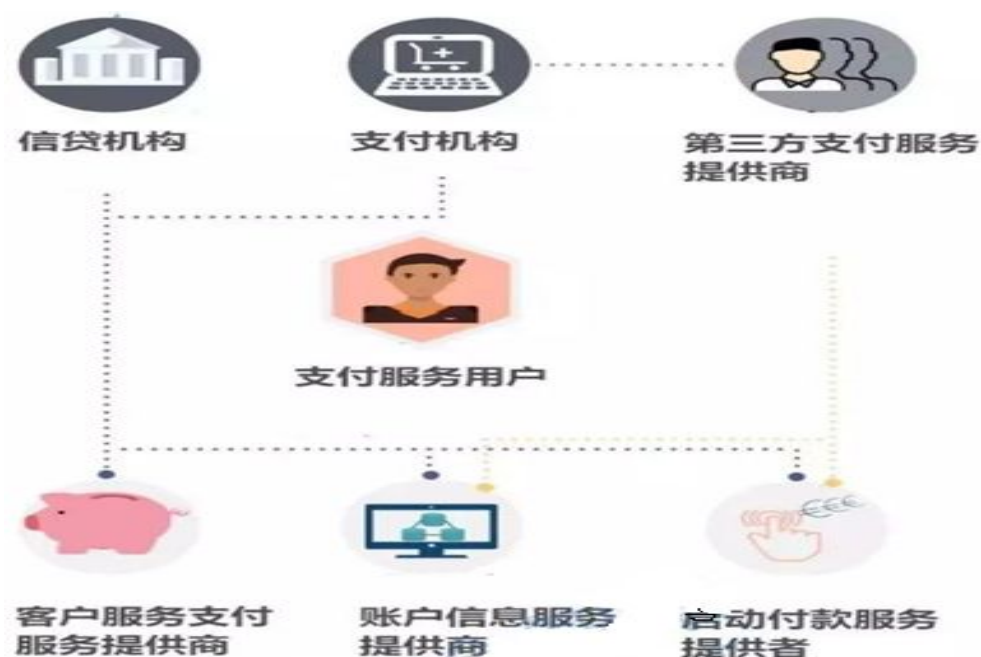 信贷机构
支付机构
第三方支付服务
提供商
支付服务用户
客户服务支付
服务提供商
账户信息服务
提供商
启动付款服务
提供者